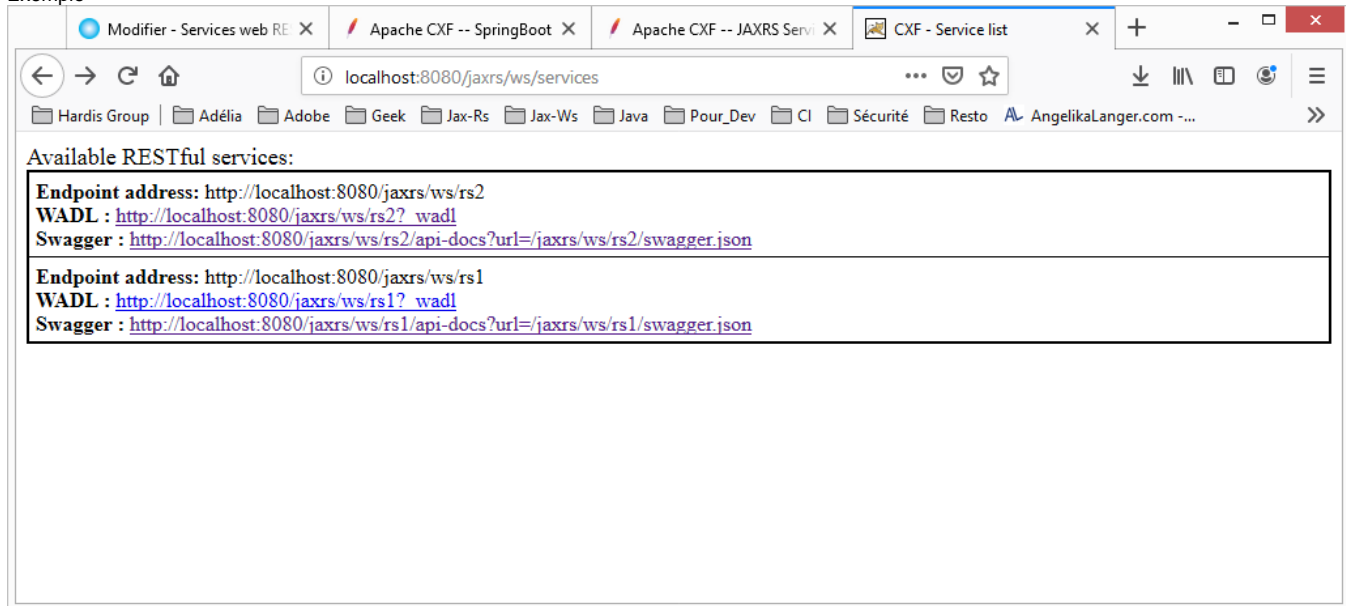 Exemple
Modifier - Services web RE
Apache CXF -- SpringBoot
Apache CXF -- JAXRS Servi
CXF - Service list
localhost:8080/jaxrs/ws/services
Hardis Group
Adélia
Adobe
Geek
Jax-Rs
Jax-Ws
Java
Pour_Dev
CI
Sécurité
Resto
AL AngelikaLanger.com -...
Available RESTful services:
Endpoint address: http://localhost:8080/jaxrs/ws/rs2
WADL : http://localhost:8080/jaxrs/ws/rs2?_wadl
Swagger : http://localhost:8080/jaxrs/ws/rs2/api-docs?url=/jaxrs/ws/rs2/swagger.json
Endpoint address: http://localhost:8080/jaxrs/ws/rs1
WADL : http://localhost:8080/jaxrs/ws/rs1?_wadl
Swagger : http://localhost:8080/jaxrs/ws/rs1/api-docs?url=/jaxrs/ws/rs1/swagger.json